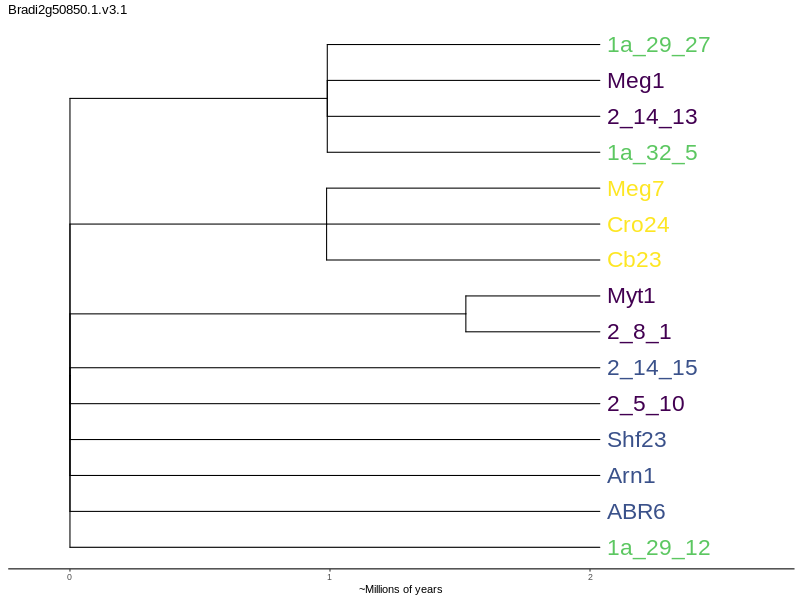 Bradi2g50850.1.v3.1
1a_29_27
Meg1
2_14_13
1a_32_5
Meg7
Cro24
Cb23
Myt1
2_8_1
2_14_15
2_5_10
Shf23
Arn1
ABR6
1a_29_12
0 1 2
~Millions of years